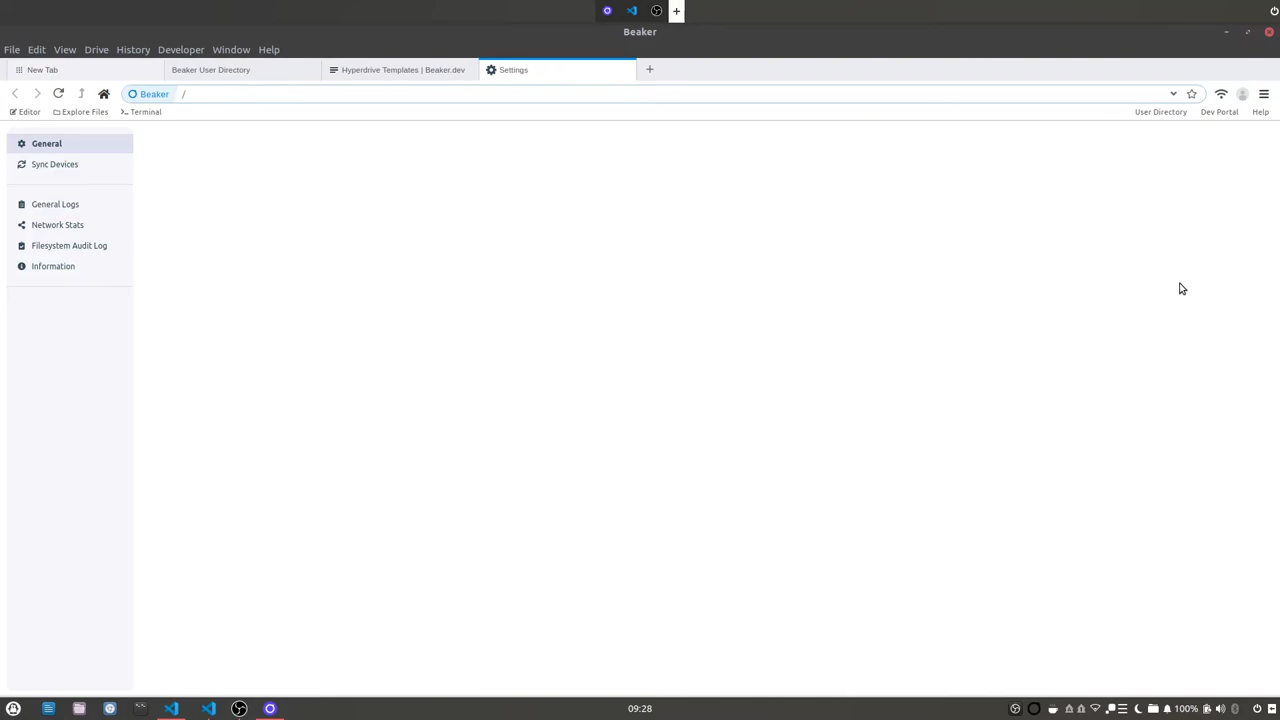 Beaker
File Edit View Drive History Developer Window Help
New Tab Beaker User Directory Hyperdrive Templates | Beaker.dev Settings
Beaker /
Editor Explore Files Terminal User Directory Dev Portal Help
General
Sync Devices
General Logs
Network Stats
Filesystem Audit Log
Information
09:28 100%